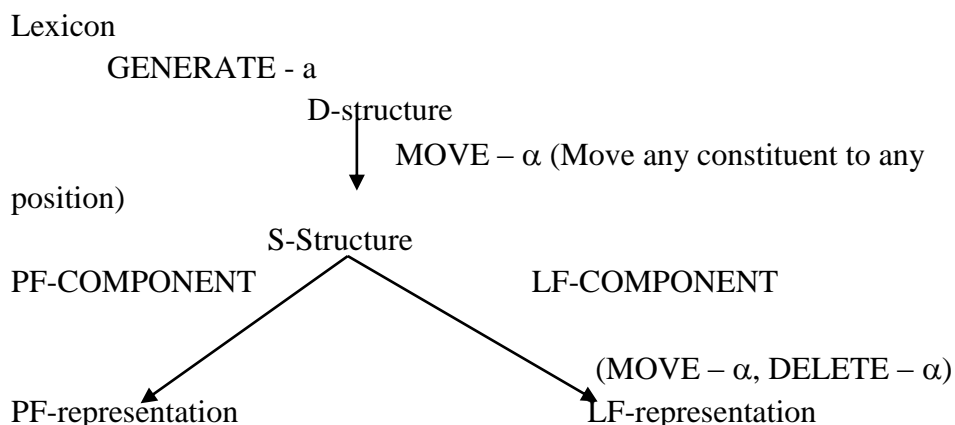 Lexicon
GENERATE - a
D-structure
MOVE – α (Move any constituent to any
position)
S-Structure
PF-COMPONENT LF-COMPONENT
(MOVE – α, DELETE – α)
PF-representation LF-representation